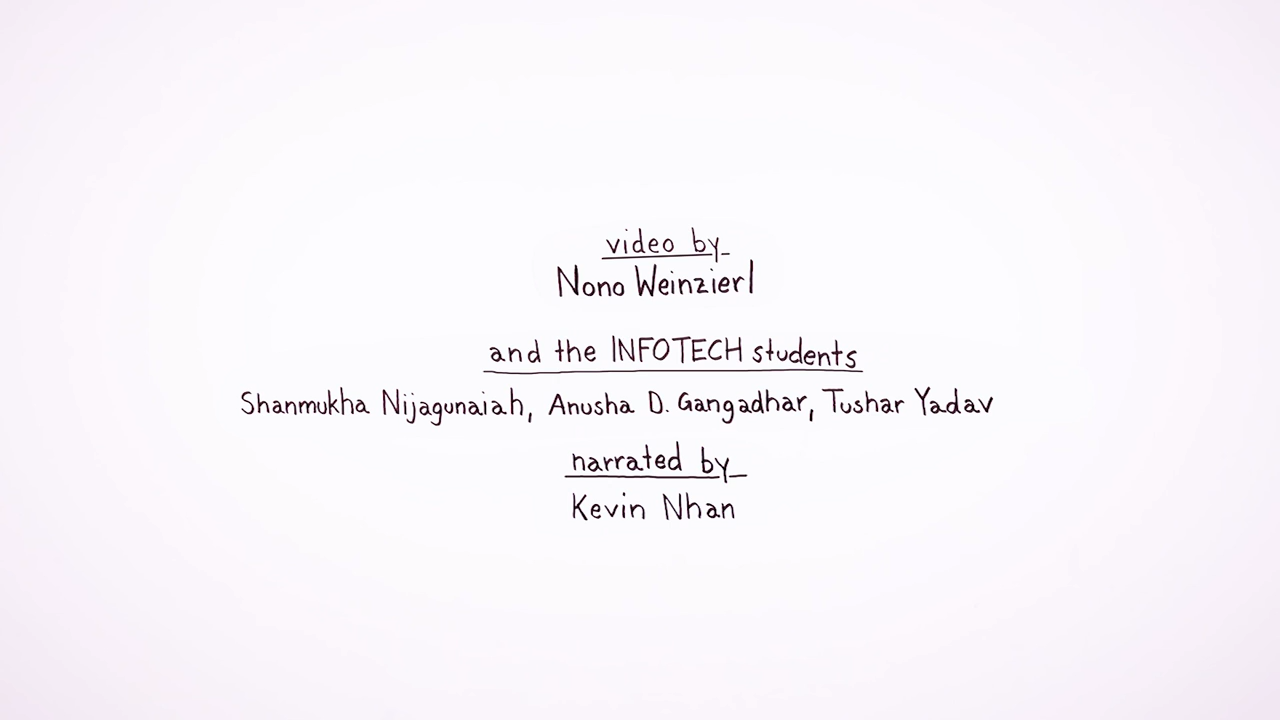 video by
Nono Weinzierl
and the INFOTECH students
Shanmukha Nijagunaiah, Anusha D. Gangadhar, Tushar Yadav
narrated by
Kevin Nhan